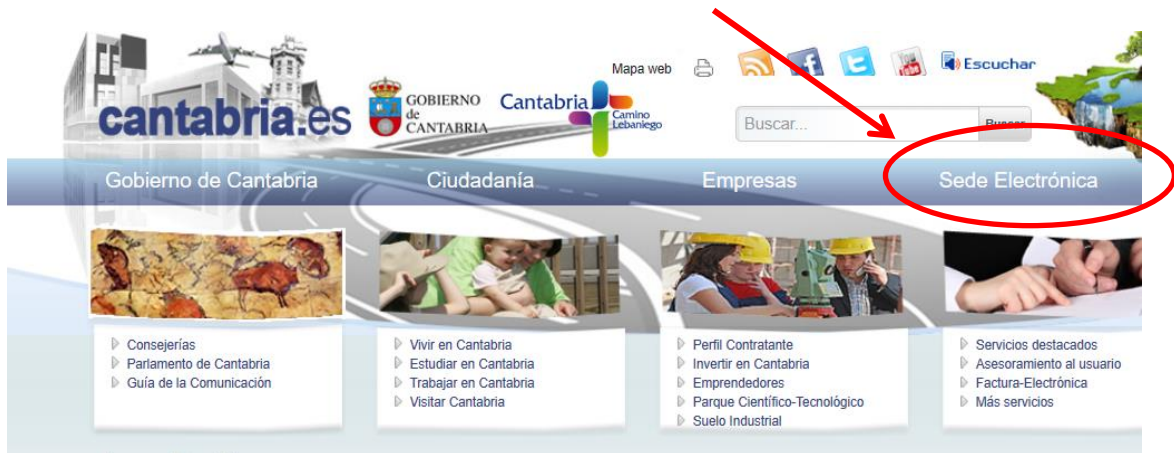 Mapa web
Escuchar
cantabria.es
GOBIERNO
de
CANTABRIA
Cantabria
Camino
Lebaniego
You
Tube
Buscar...
Buscar
Gobierno de Cantabria
Ciudadanía
Empresas
Sede Electrónica
Consejerías
Parlamento de Cantabria
Guía de la Comunicación
Vivir en Cantabria
Estudiar en Cantabria
Trabajar en Cantabria
Visitar Cantabria
Perfil Contratante
Invertir en Cantabria
Emprendedores
Parque Científico-Tecnológico
Suelo Industrial
Servicios destacados
Asesoramiento al usuario
Factura-Electrónica
Más servicios